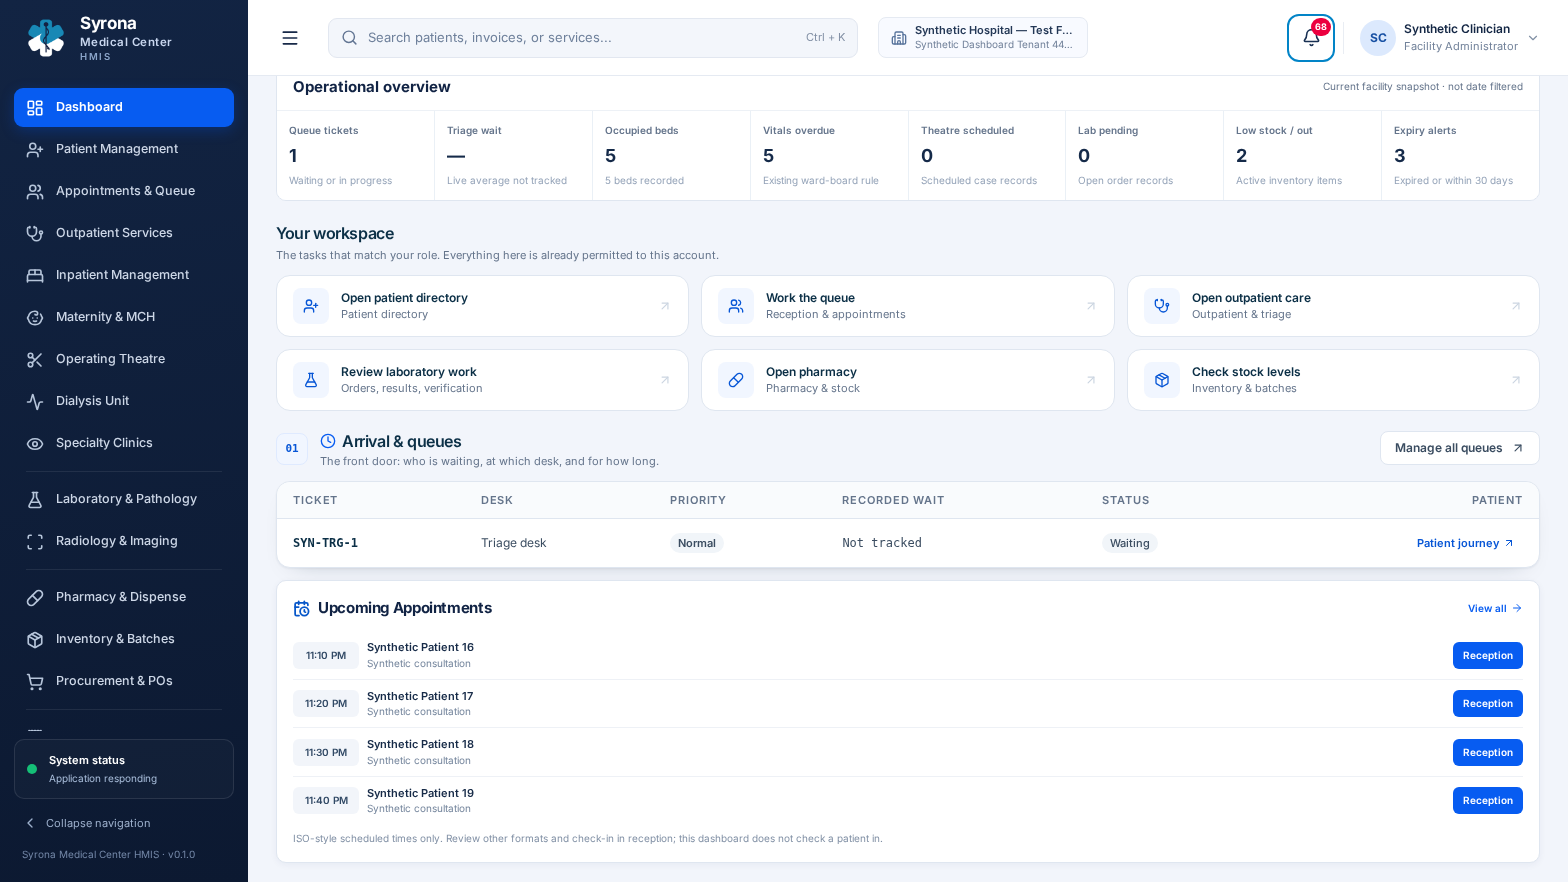 Syrona
Medical Center
HMIS
Search patients, invoices, or services...
Ctrl + K
Synthetic Hospital — Test F...
Synthetic Dashboard Tenant 44...
68
SC
Synthetic Clinician
Facility Administrator
Dashboard
Patient Management
Appointments & Queue
Outpatient Services
Inpatient Management
Maternity & MCH
Operating Theatre
Dialysis Unit
Specialty Clinics
Laboratory & Pathology
Radiology & Imaging
Pharmacy & Dispense
Inventory & Batches
Procurement & POs
System status
Application responding
Collapse navigation
Syrona Medical Center HMIS · v0.1.0
Operational overview
Current facility snapshot · not date filtered
Queue tickets
1
Waiting or in progress
Triage wait
—
Live average not tracked
Occupied beds
5
5 beds recorded
Vitals overdue
5
Existing ward-board rule
Theatre scheduled
0
Scheduled case records
Lab pending
0
Open order records
Low stock / out
2
Active inventory items
Expiry alerts
3
Expired or within 30 days
Your workspace
The tasks that match your role. Everything here is already permitted to this account.
Open patient directory
Patient directory
Work the queue
Reception & appointments
Open outpatient care
Outpatient & triage
Review laboratory work
Orders, results, verification
Open pharmacy
Pharmacy & stock
Check stock levels
Inventory & batches
01
Arrival & queues
The front door: who is waiting, at which desk, and for how long.
Manage all queues
TICKET DESK PRIORITY RECORDED WAIT STATUS PATIENT
SYN-TRG-1 Triage desk Normal Not tracked Waiting Patient journey
Upcoming Appointments
View all
11:10 PM
Synthetic Patient 16
Synthetic consultation
Reception
11:20 PM
Synthetic Patient 17
Synthetic consultation
Reception
11:30 PM
Synthetic Patient 18
Synthetic consultation
Reception
11:40 PM
Synthetic Patient 19
Synthetic consultation
Reception
ISO-style scheduled times only. Review other formats and check-in in reception; this dashboard does not check a patient in.